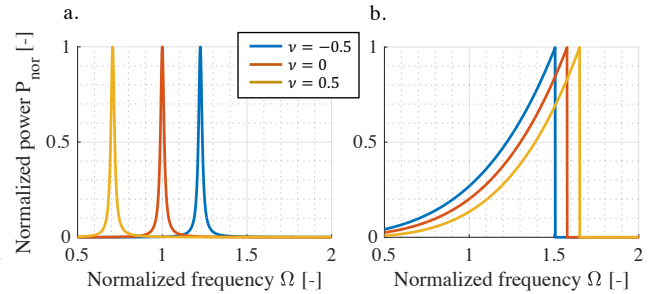 a.
b.
Normalized power P_nor [-]
1
0.5
0
0.5
1
1.5
2
Normalized frequency Ω [-]
ν = −0.5
ν = 0
ν = 0.5
1
0.5
0
0.5
1
1.5
2
Normalized frequency Ω [-]